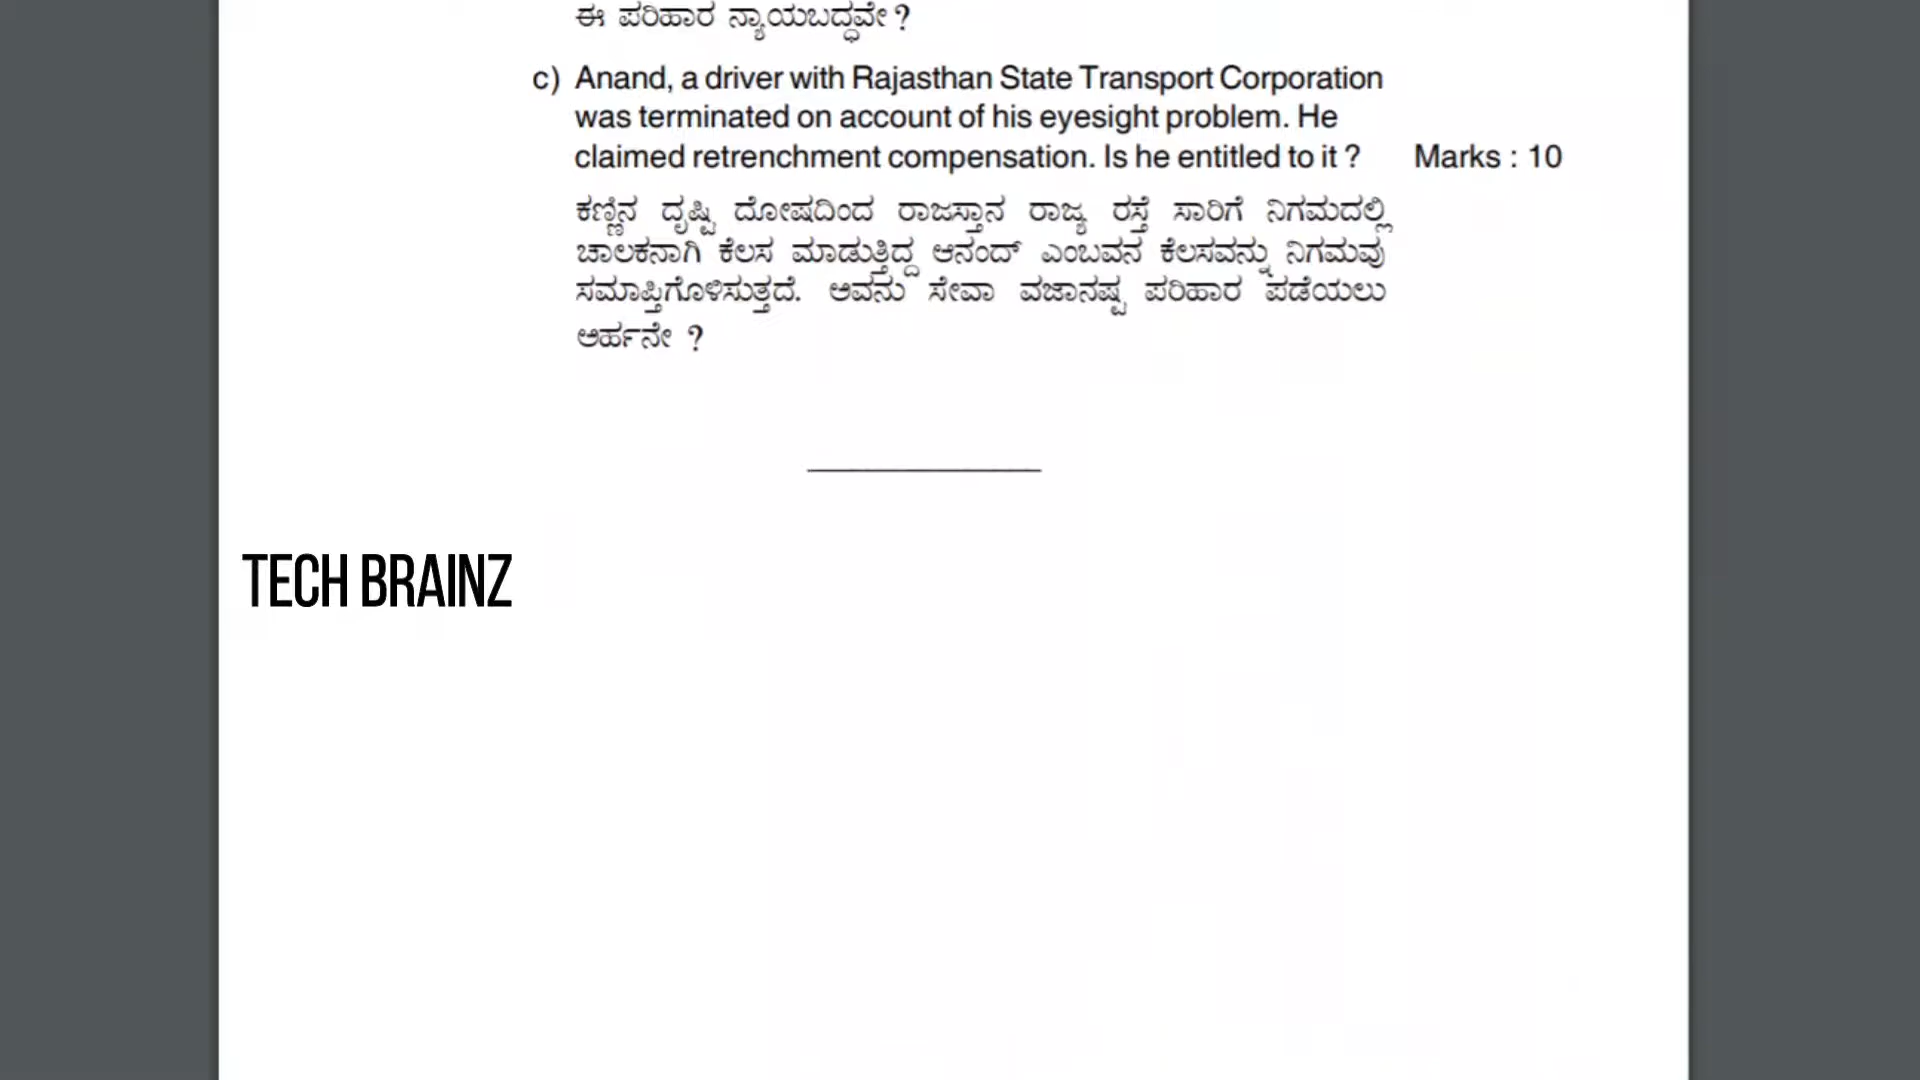 ಈ ಪರಿಹಾರ ನ್ಯಾಯಬದ್ಧವೇ ?
c) Anand, a driver with Rajasthan State Transport Corporation
was terminated on account of his eyesight problem. He
claimed retrenchment compensation. Is he entitled to it ? Marks : 10
ಕಣ್ಣಿನ ದೃಷ್ಟಿ ದೋಷದಿಂದ ರಾಜಸ್ತಾನ ರಾಜ್ಯ ರಸ್ತೆ ಸಾರಿಗೆ ನಿಗಮದಲ್ಲಿ
ಚಾಲಕನಾಗಿ ಕೆಲಸ ಮಾಡುತ್ತಿದ್ದ ಆನಂದ್ ಎಂಬವನ ಕೆಲಸವನ್ನು ನಿಗಮವು
ಸಮಾಪ್ತಿಗೊಳಿಸುತ್ತದೆ. ಅವನು ಸೇವಾ ವಜಾನಷ್ಟ ಪರಿಹಾರ ಪಡೆಯಲು
ಅರ್ಹನೇ ?
TECH BRAINZ